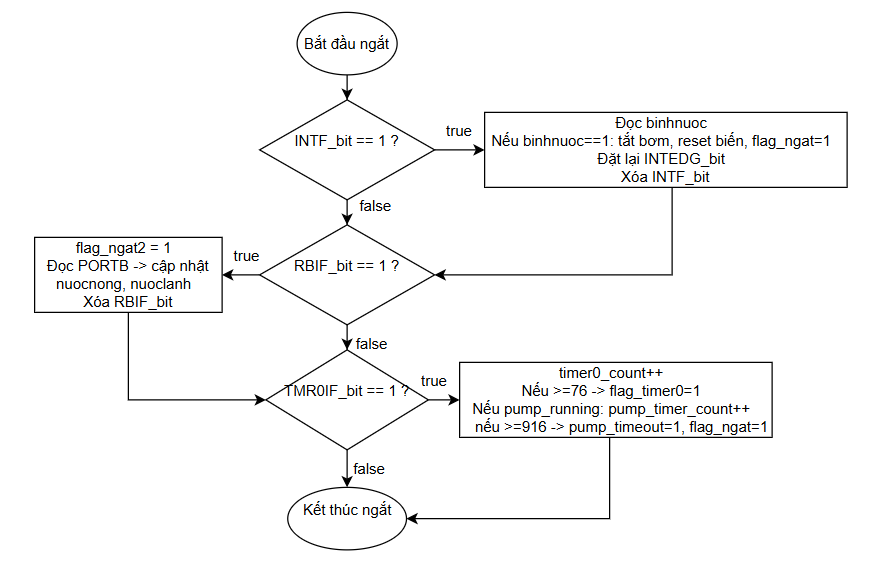 Bắt đầu ngắt
INTF_bit == 1 ?
true
Đọc binhnuoc
Nếu binhnuoc==1: tắt bơm, reset biến, flag_ngat=1
Đặt lại INTEDG_bit
Xóa INTF_bit
false
RBIF_bit == 1 ?
true
flag_ngat2 = 1
Đọc PORTB -> cập nhật
nuocnong, nuoclanh
Xóa RBIF_bit
false
TMR0IF_bit == 1 ?
true
timer0_count++
Nếu >=76 -> flag_timer0=1
Nếu pump_running: pump_timer_count++
nếu >=916 -> pump_timeout=1, flag_ngat=1
false
Kết thúc ngắt